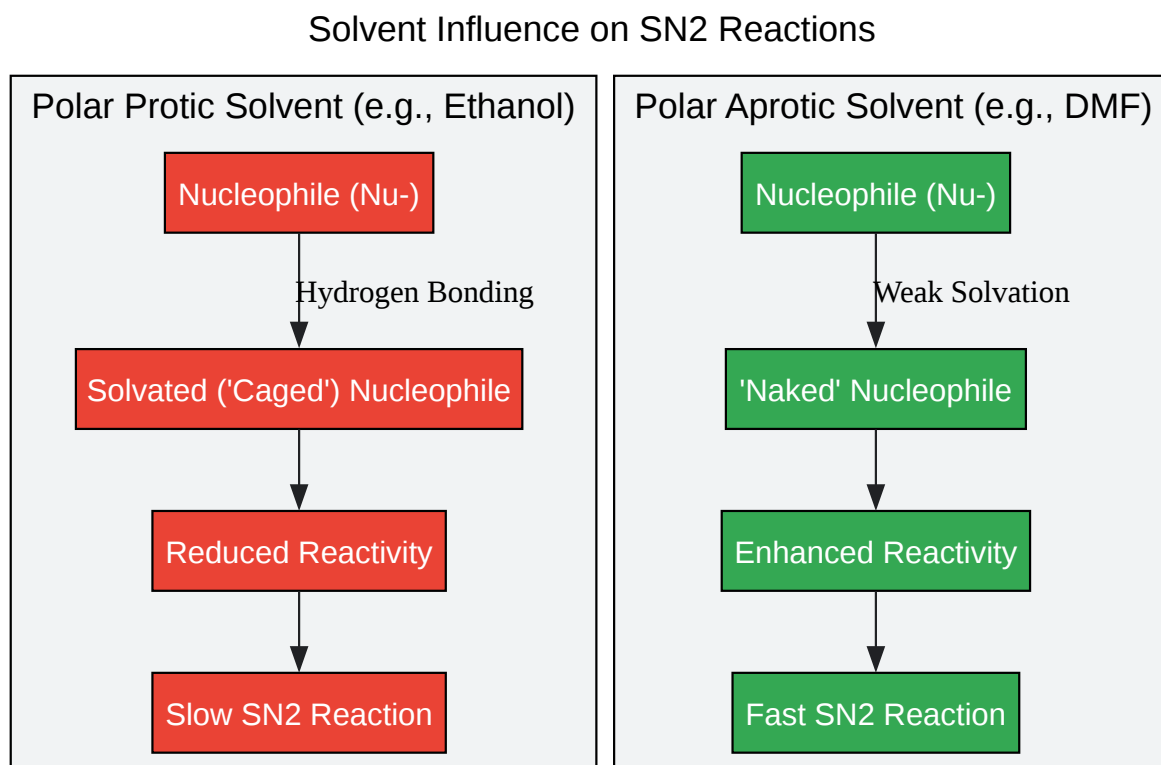 Solvent Influence on SN2 Reactions
Polar Protic Solvent (e.g., Ethanol)
Nucleophile (Nu-)
Hydrogen Bonding
Solvated ('Caged') Nucleophile
Reduced Reactivity
Slow SN2 Reaction
Polar Aprotic Solvent (e.g., DMF)
Nucleophile (Nu-)
Weak Solvation
'Naked' Nucleophile
Enhanced Reactivity
Fast SN2 Reaction